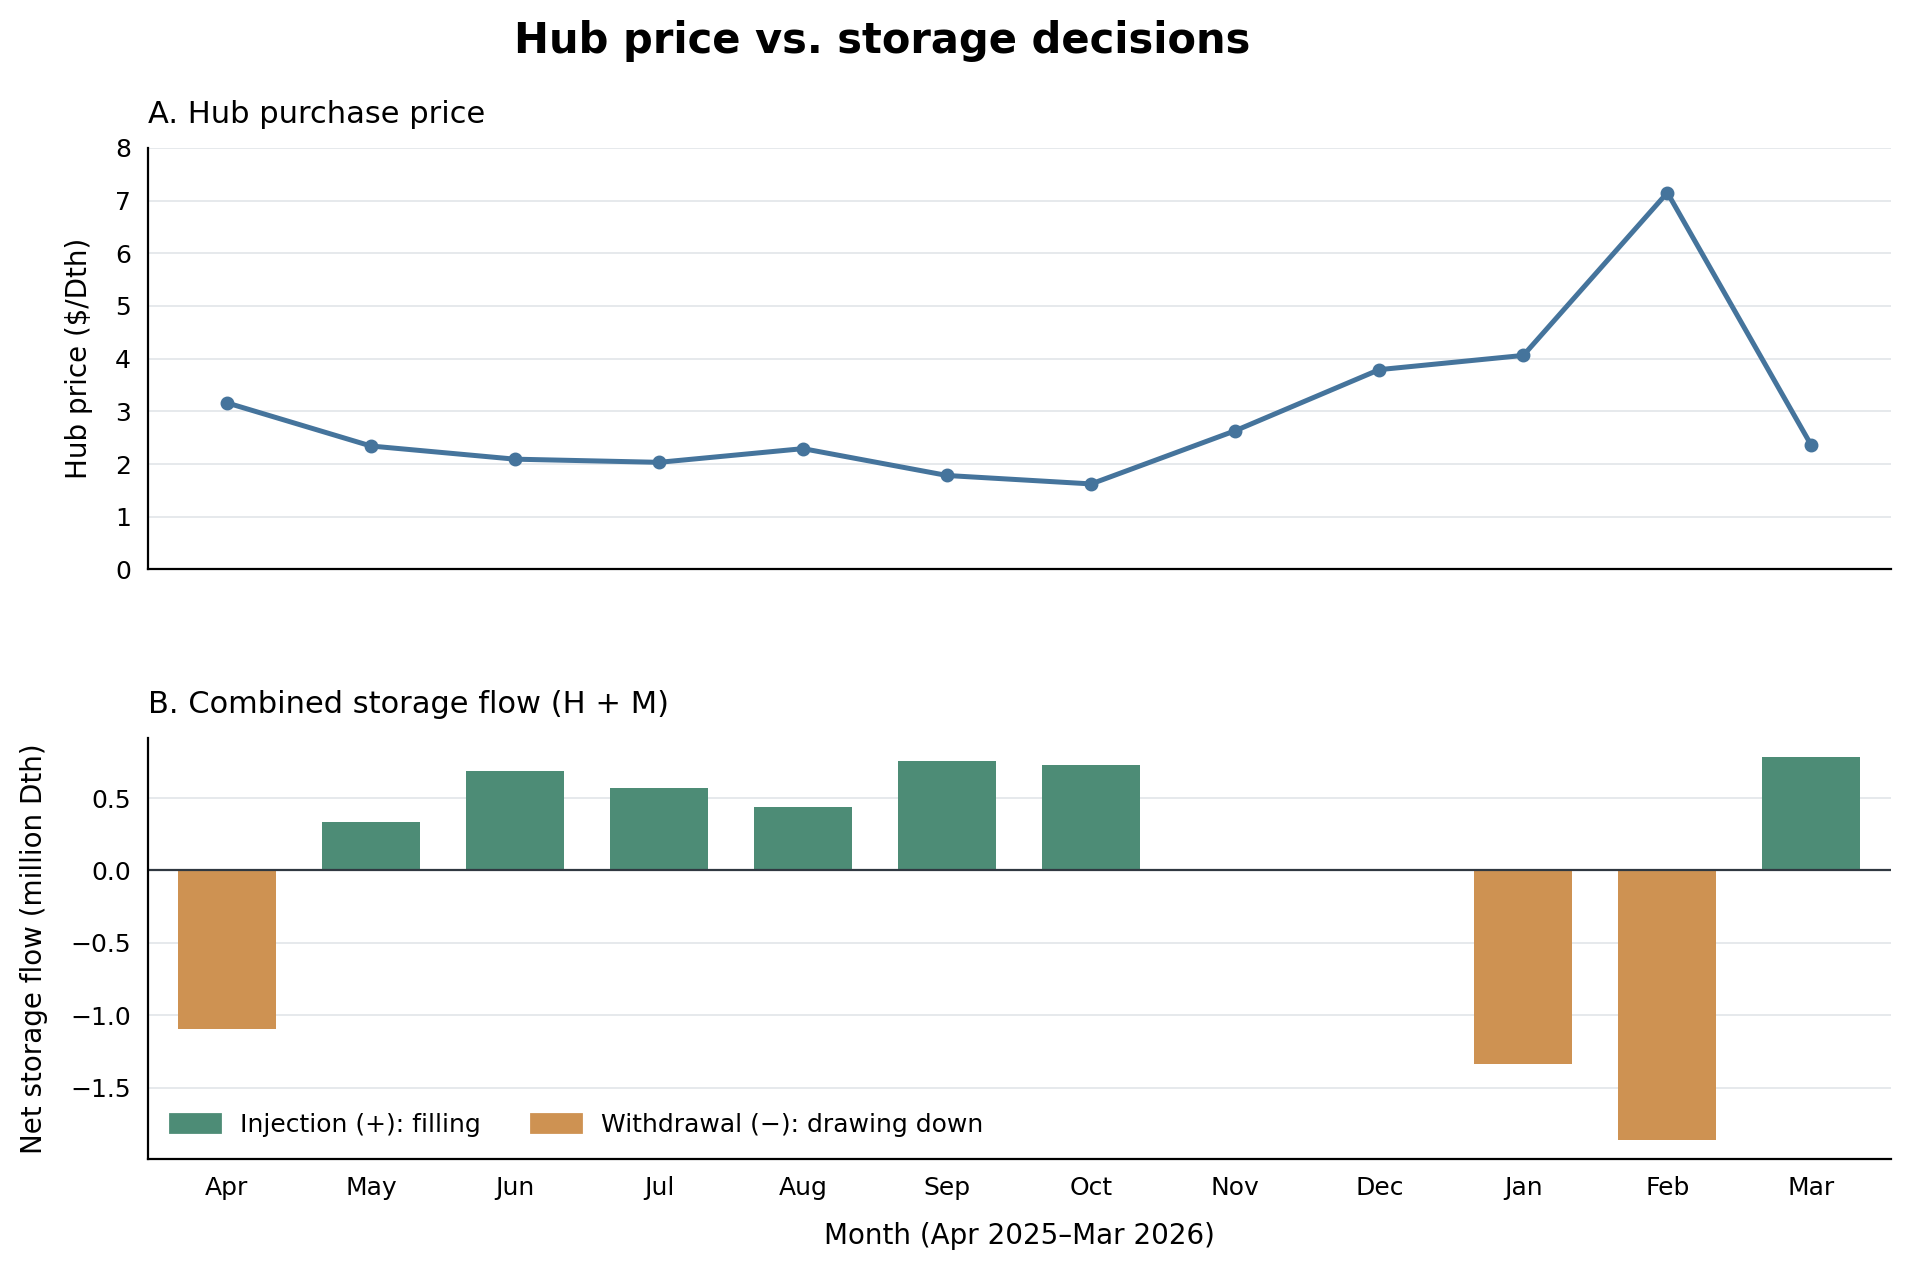 Hub price vs. storage decisions
A. Hub purchase price
Hub price ($/Dth)
8
7
6
5
4
3
2
1
0
B. Combined storage flow (H + M)
Net storage flow (million Dth)
0.5
0.0
−0.5
−1.0
−1.5
Injection (+): filling
Withdrawal (−): drawing down
Apr May Jun Jul Aug Sep Oct Nov Dec Jan Feb Mar
Month (Apr 2025–Mar 2026)